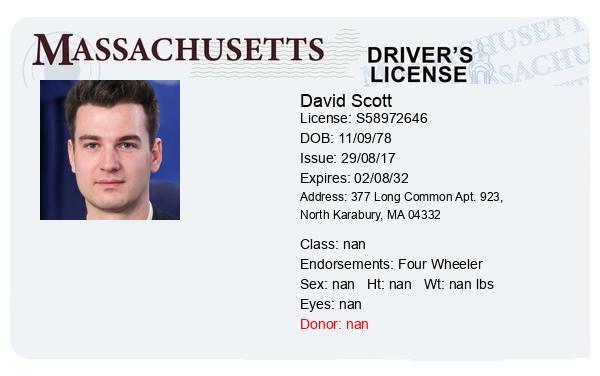 MASSACHUSETTS
DRIVER'S
LICENSE
David Scott
License: S58972646
DOB: 11/09/78
Issue: 29/08/17
Expires: 02/08/32
Address: 377 Long Common Apt. 923,
North Karabury, MA 04332
Class: nan
Endorsements: Four Wheeler
Sex: nan Ht: nan Wt: nan lbs
Eyes: nan
Donor: nan